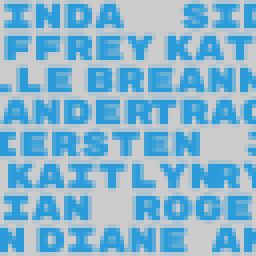 INDA SID
FFREY KAT
LLE BREANN
ANDERTRAC
IERSTEN
KAITLYNRY
IAN ROGE
N DIANE AN